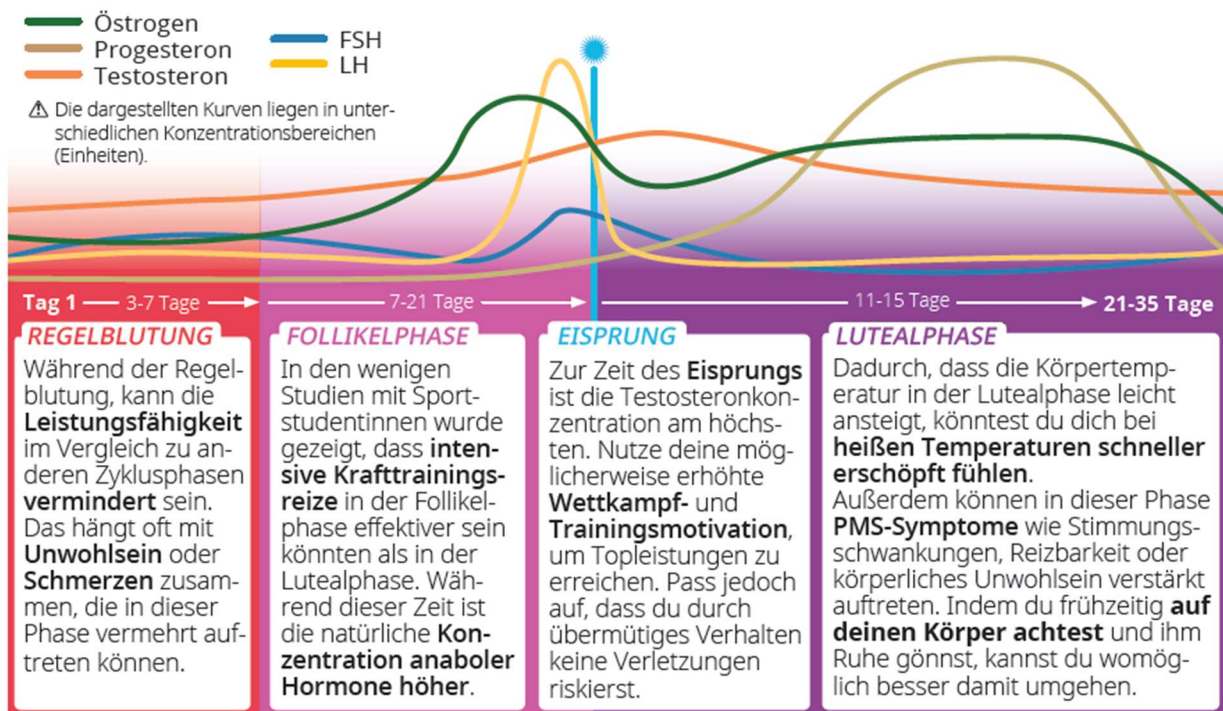 Östrogen
Progesteron
Testosteron
FSH
LH
⚠ Die dargestellten Kurven liegen in unter-
schiedlichen Konzentrationsbereichen
(Einheiten).
Tag 1
3-7 Tage
7-21 Tage
11-15 Tage
21-35 Tage
REGELBLUTUNG
Während der Regel-
blutung, kann die
Leistungsfähigkeit
im Vergleich zu an-
deren Zyklusphasen
vermindert sein.
Das hängt oft mit
Unwohlsein oder
Schmerzen zusam-
men, die in dieser
Phase vermehrt auf-
treten können.
FOLLIKELPHASE
In den wenigen
Studien mit Sport-
studentinnen wurde
gezeigt, dass inten-
sive Krafttrainings-
reize in der Follikel-
phase effektiver sein
könnten als in der
Lutealphase. Wäh-
rend dieser Zeit ist
die natürliche Kon-
zentration anaboler
Hormone höher.
EISPRUNG
Zur Zeit des Eisprungs
ist die Testosteronkon-
zentration am höchs-
ten. Nutze deine mög-
licherweise erhöhte
Wettkampf- und
Trainingsmotivation,
um Topleistungen zu
erreichen. Pass jedoch
auf, dass du durch
übermütiges Verhalten
keine Verletzungen
riskierst.
LUTEALPHASE
Dadurch, dass die Körpertemp-
eratur in der Lutealphase leicht
ansteigt, könntest du dich bei
heißen Temperaturen schneller
erschöpft fühlen.
Außerdem können in dieser Phase
PMS-Symptome wie Stimmungs-
schwankungen, Reizbarkeit oder
körperliches Unwohlsein verstärkt
auftreten. Indem du frühzeitig auf
deinen Körper achtest und ihm
Ruhe gönnst, kannst du womög-
lich besser damit umgehen.